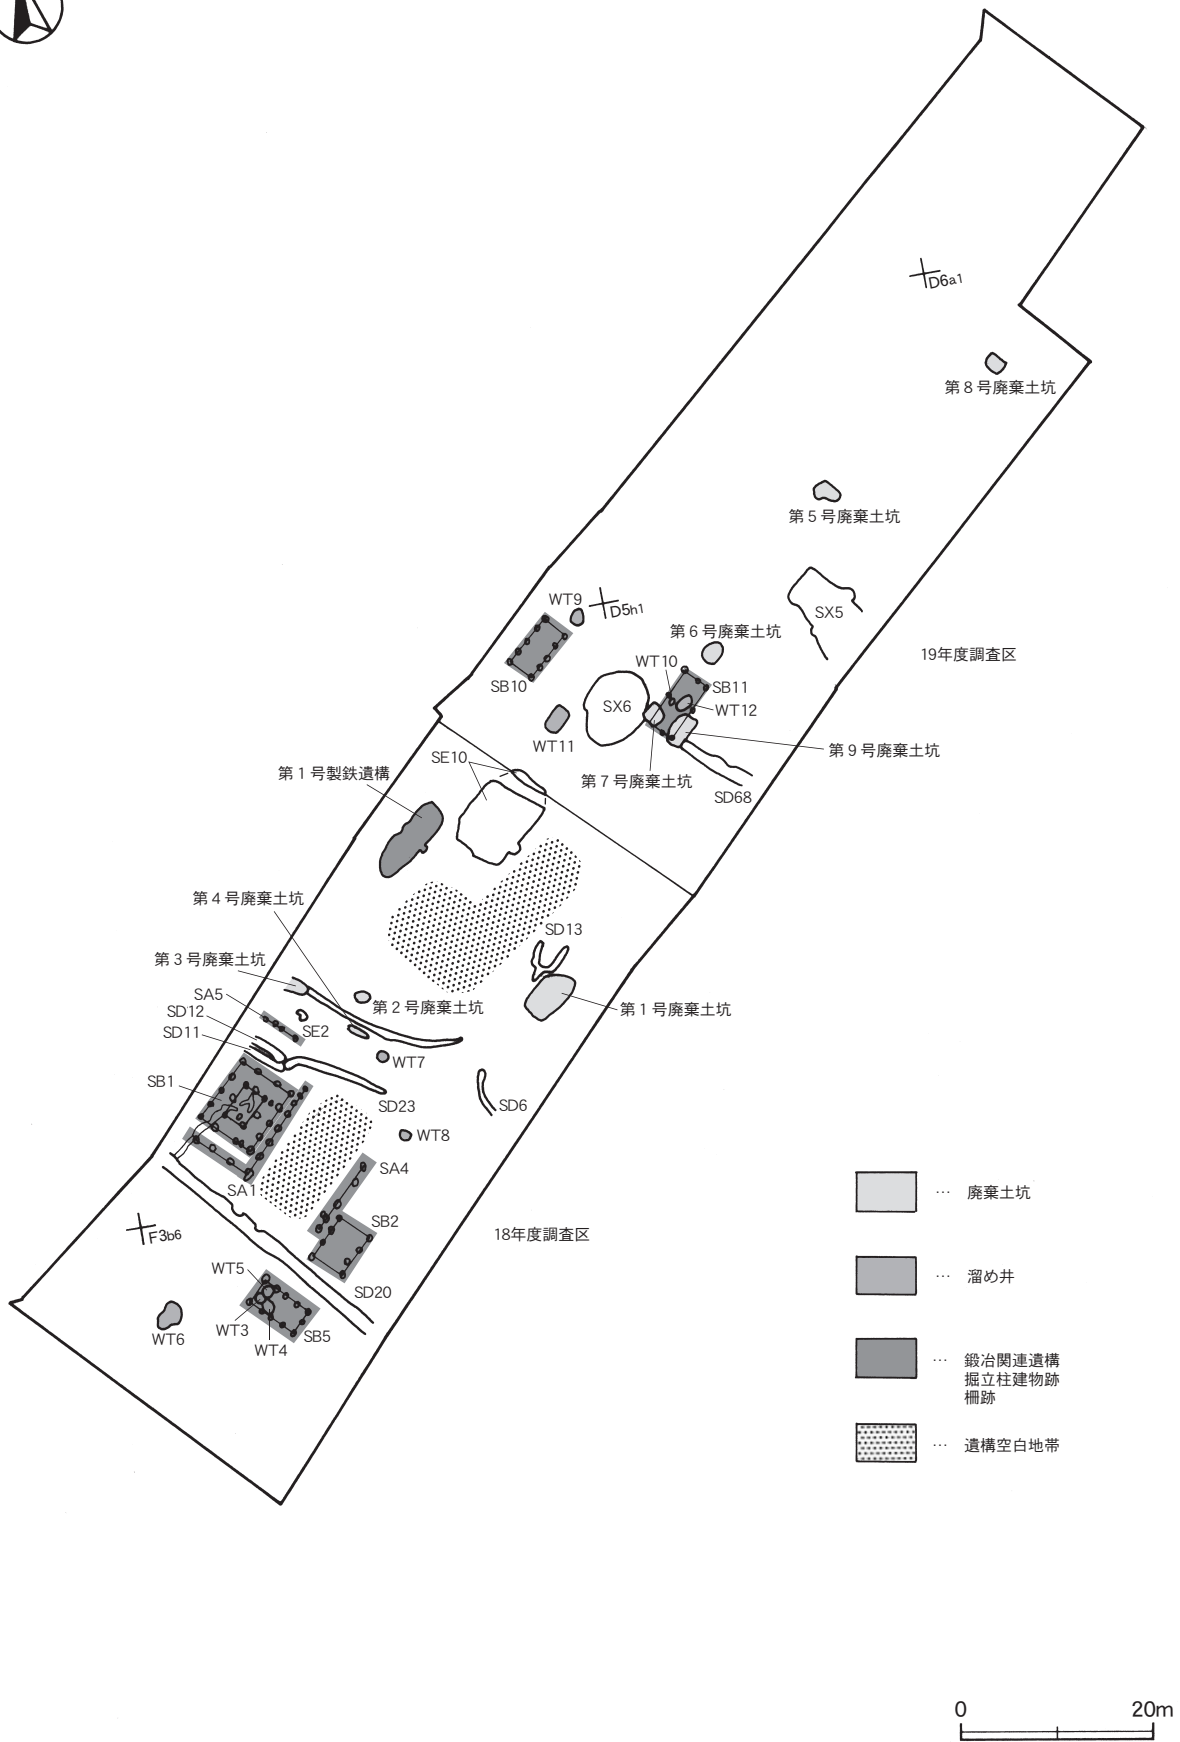 D6a1
第8号廃棄土坑
第5号廃棄土坑
WT9
D5h1
SX5
第6号廃棄土坑
19年度調査区
WT10
SB10
SB11
SX6
WT12
WT11
第9号廃棄土坑
SE10
第1号製鉄遺構
第7号廃棄土坑
SD68
第4号廃棄土坑
SD13
第3号廃棄土坑
SA5
第2号廃棄土坑
第1号廃棄土坑
SD12
SE2
SD11
WT7
SB1
SD23
SD6
WT8
SA4
SA1
SB2
F3b6
18年度調査区
WT5
SD20
WT3
SB5
WT6
WT4
… 廃棄土坑
… 溜め井
… 鍛冶関連遺構
掘立柱建物跡
柵跡
… 遺構空白地帯
0 20m